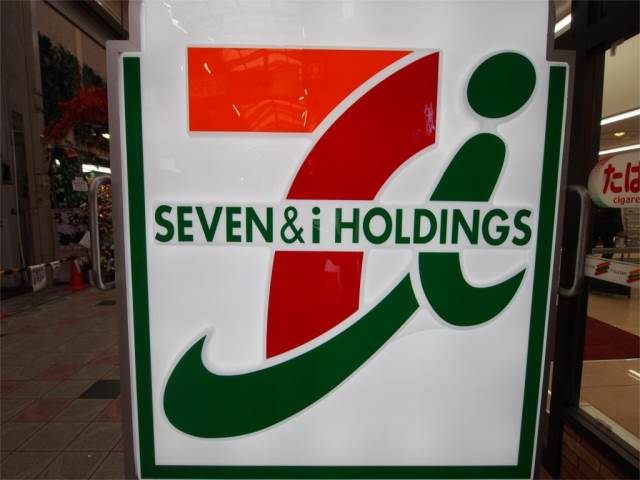 SEVEN & i HOLDINGS
たば
cigare